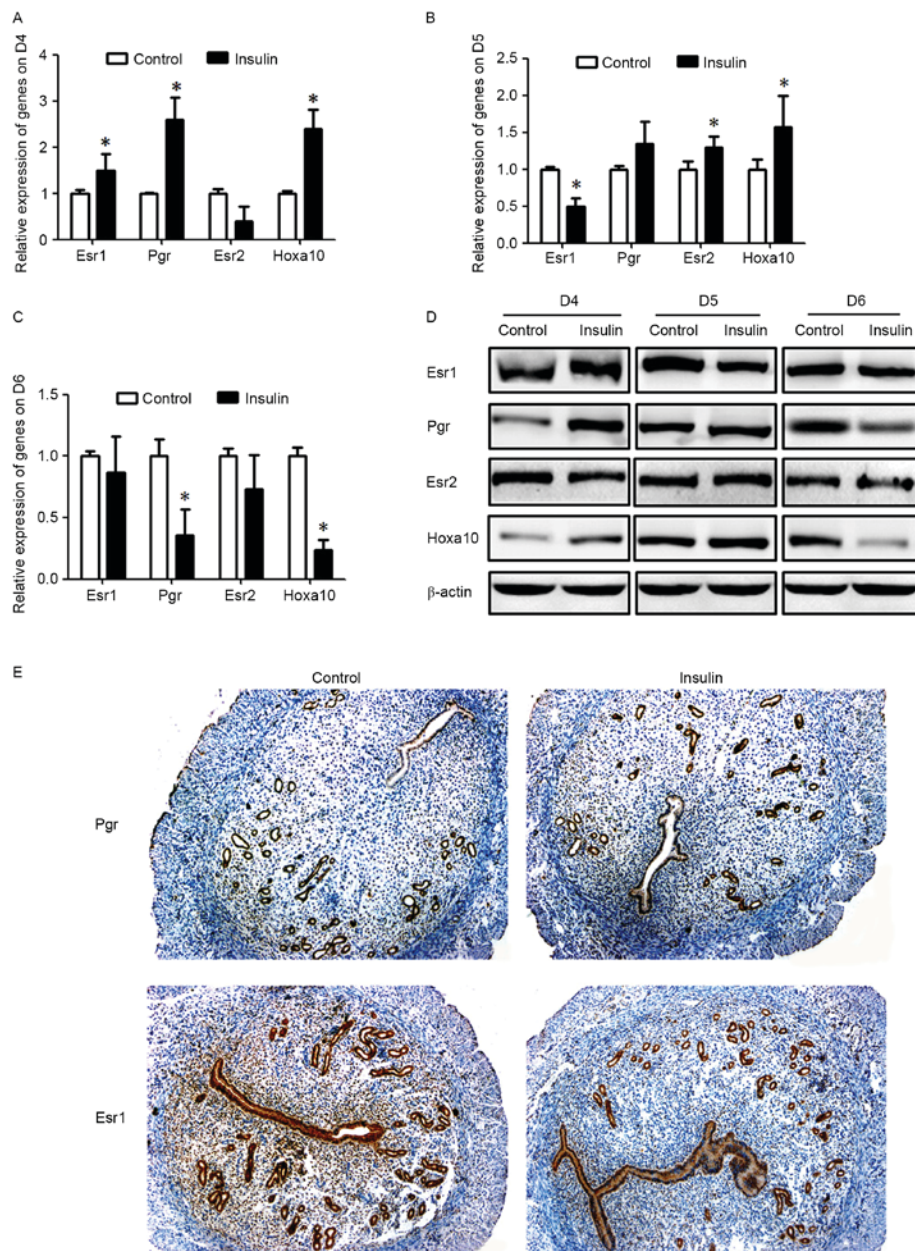 A
Relative expression of genes on D4
Control Insulin
4
3
2
1
0
* * *
Esr1 Pgr Esr2 Hoxa10
B
Relative expression of genes on D5
Control Insulin
2.5
2.0
1.5
1.0
0.5
0.0
* * *
Esr1 Pgr Esr2 Hoxa10
C
Relative expression of genes on D6
Control Insulin
1.5
1.0
0.5
0.0
* *
Esr1 Pgr Esr2 Hoxa10
D
D4 D5 D6
Control Insulin Control Insulin Control Insulin
Esr1
Pgr
Esr2
Hoxa10
β-actin
E
Control Insulin
Pgr
Esr1